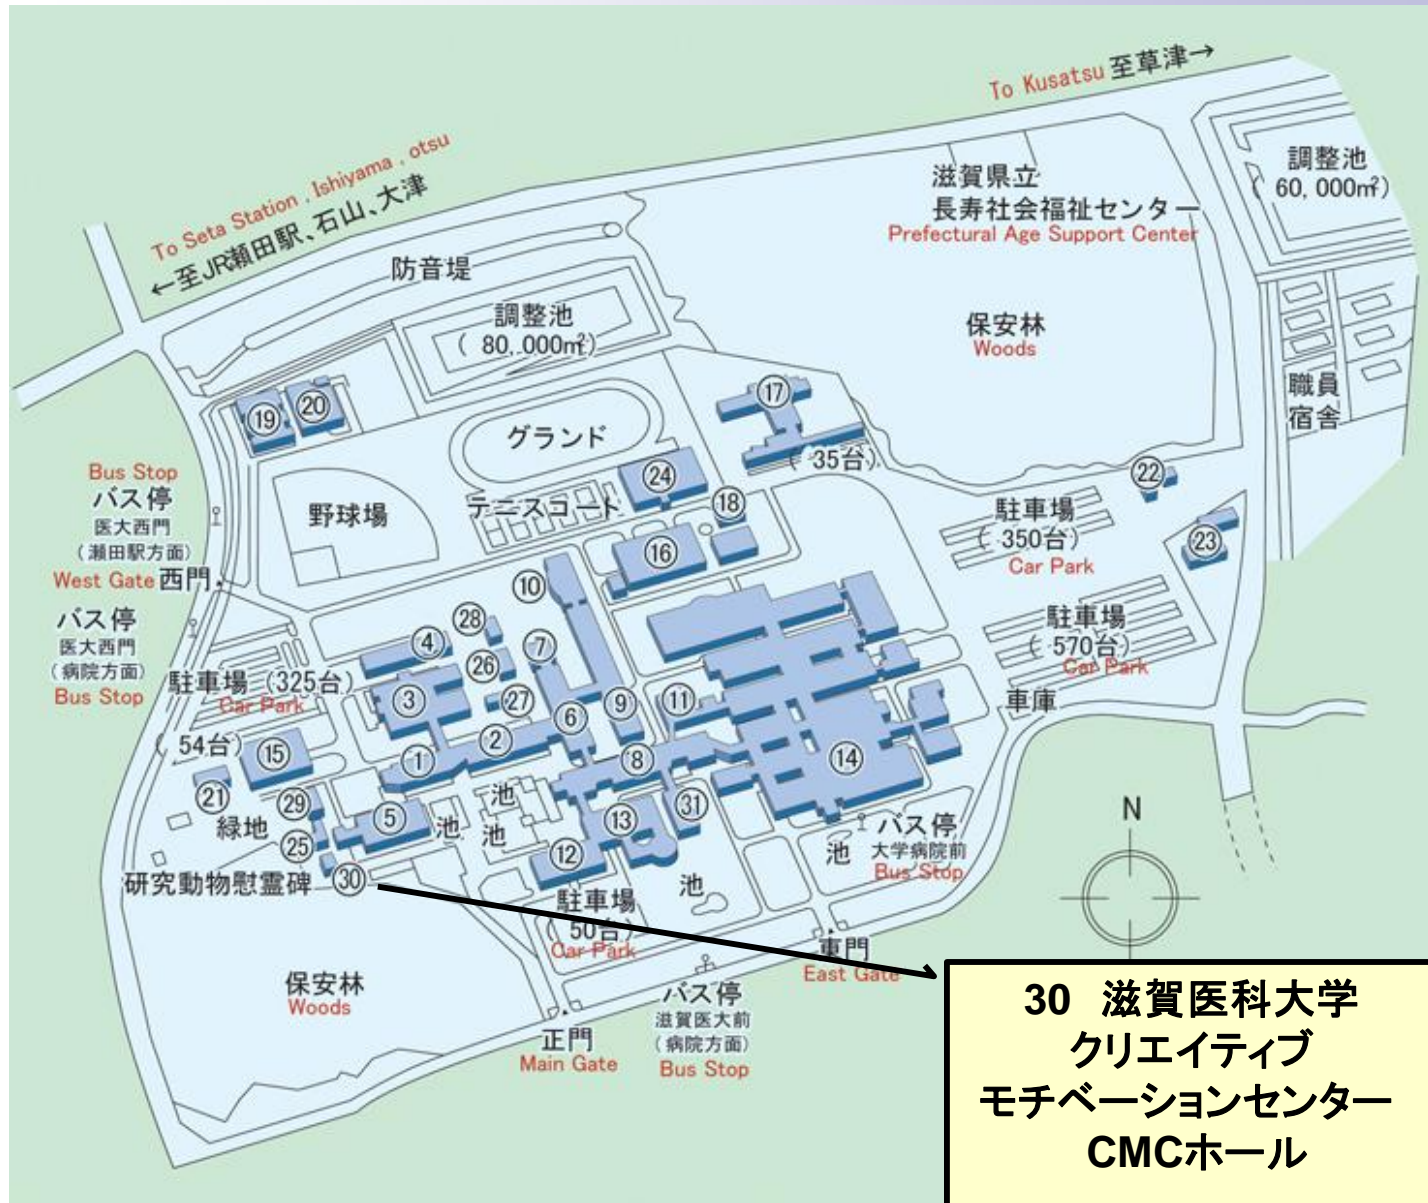 To Kusatsu 至草津→
To Seta Station , Ishiyama , otsu
←至JR瀬田駅、石山、大津
防音堤
調整池
( 80,000㎡)
滋賀県立
長寿社会福祉センター
Prefectural Age Support Center
調整池
( 60,000㎡)
保安林
Woods
職員
宿舎
⑲
⑳
⑰
( 35台)
グランド
㉔
テニスコート
⑱
野球場
⑯
㉒
駐車場
( 350台)
Car Park
㉓
Bus Stop
バス停
医大西門
(瀬田駅方面)
West Gate 西門
バス停
医大西門
(病院方面)
Bus Stop
⑩
㉘
④
⑦
㉖
駐車場
( 570台)
Car Park
車庫
駐車場 (325台)
Car Park
③
㉗
⑥
⑨
⑪
( 54台)
⑮
①
②
⑧
⑭
㉑
㉙
緑地
⑤
池
池
池
⑬
㉛
㉕
⑫
研究動物慰霊碑
㉚
池
池
バス停
大学病院前
Bus Stop
N
駐車場
( 50台)
Car Park
東門
East Gate
保安林
Woods
バス停
滋賀医大前
(病院方面)
Bus Stop
正門
Main Gate
30 滋賀医科大学
クリエイティブ
モチベーションセンター
CMCホール